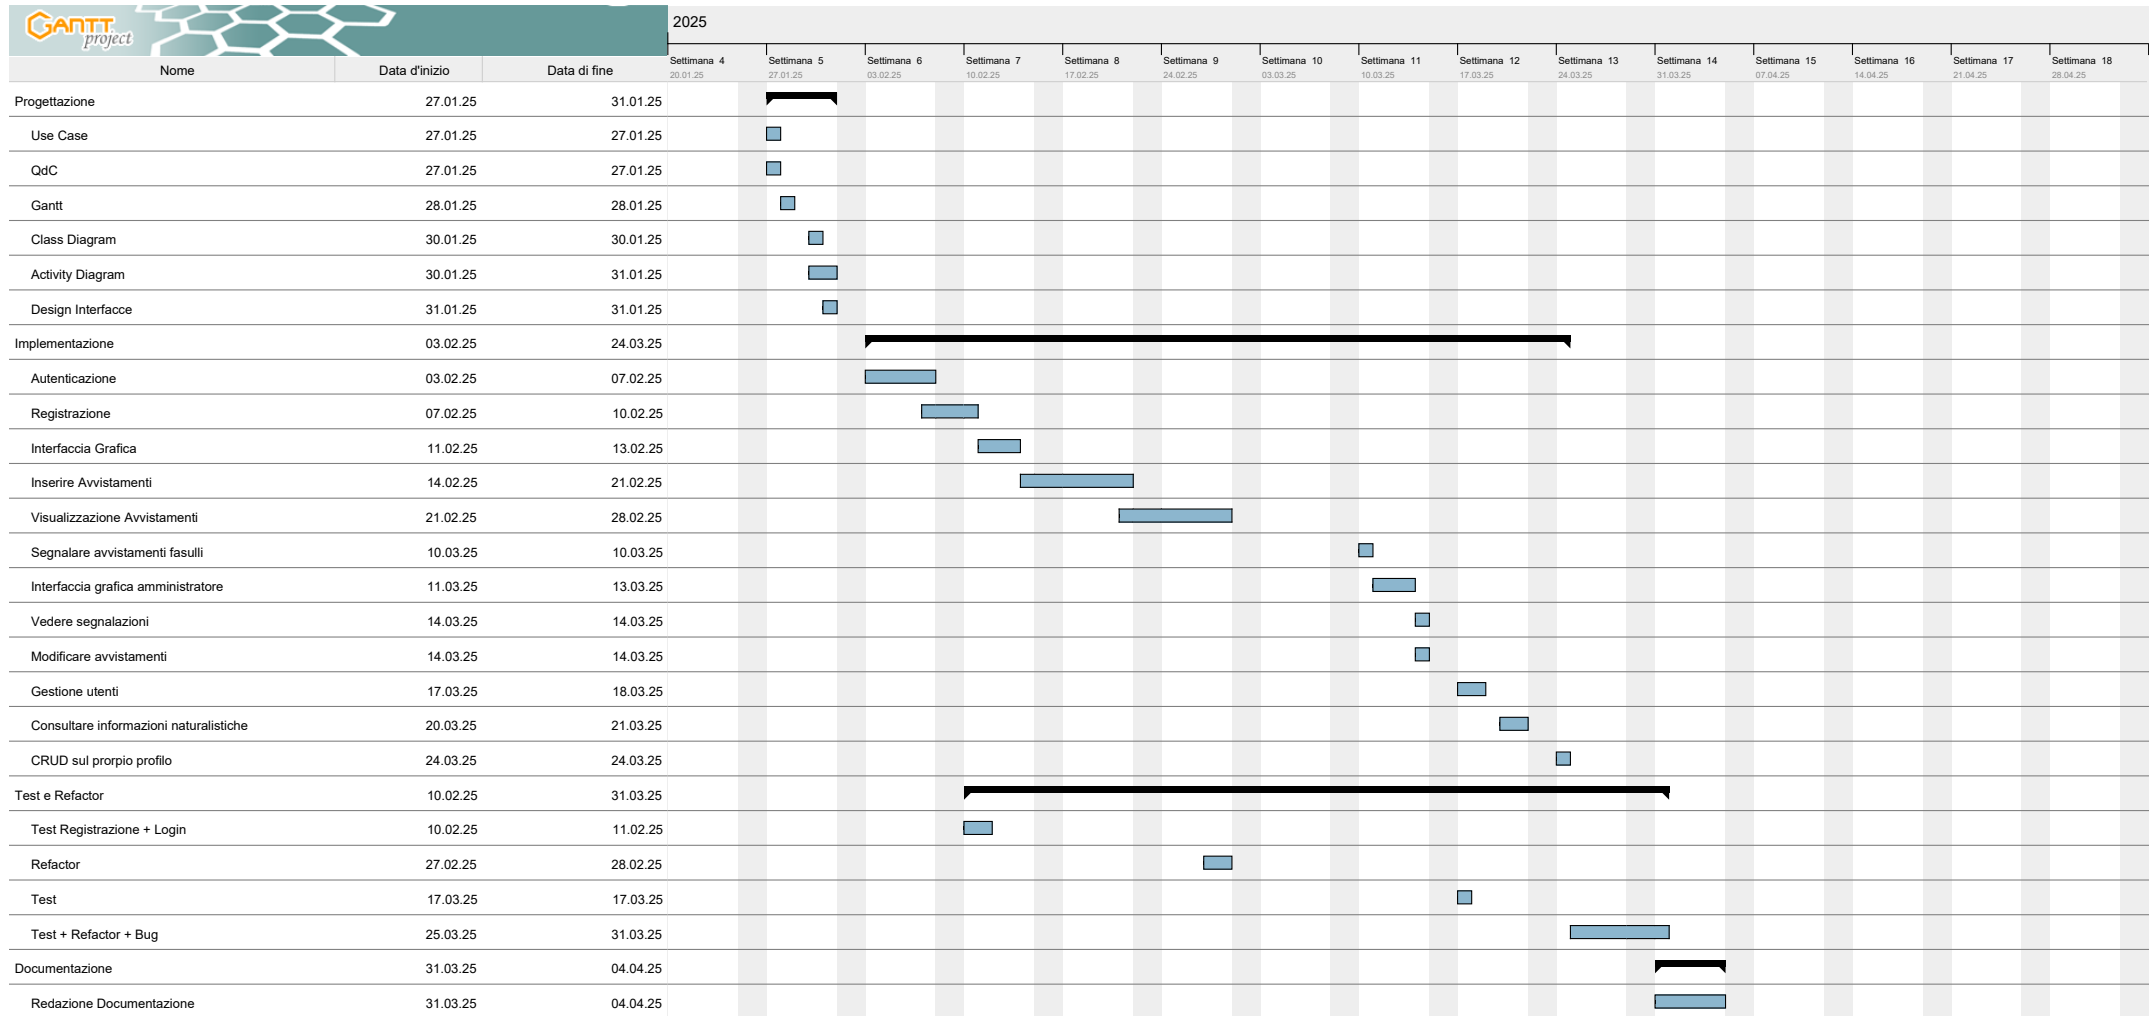 GANTT project
2025
Settimana 4 Settimana 5 Settimana 6 Settimana 7 Settimana 8 Settimana 9 Settimana 10 Settimana 11 Settimana 12 Settimana 13 Settimana 14 Settimana 15 Settimana 16 Settimana 17 Settimana 18
20.01.25 27.01.25 03.02.25 10.02.25 17.02.25 24.02.25 03.03.25 10.03.25 17.03.25 24.03.25 31.03.25 07.04.25 14.04.25 21.04.25 28.04.25
Nome Data d'inizio Data di fine
Progettazione 27.01.25 31.01.25
Use Case 27.01.25 27.01.25
QdC 27.01.25 27.01.25
Gantt 28.01.25 28.01.25
Class Diagram 30.01.25 30.01.25
Activity Diagram 30.01.25 31.01.25
Design Interfacce 31.01.25 31.01.25
Implementazione 03.02.25 24.03.25
Autenticazione 03.02.25 07.02.25
Registrazione 07.02.25 10.02.25
Interfaccia Grafica 11.02.25 13.02.25
Inserire Avvistamenti 14.02.25 21.02.25
Visualizzazione Avvistamenti 21.02.25 28.02.25
Segnalare avvistamenti fasulli 10.03.25 10.03.25
Interfaccia grafica amministratore 11.03.25 13.03.25
Vedere segnalazioni 14.03.25 14.03.25
Modificare avvistamenti 14.03.25 14.03.25
Gestione utenti 17.03.25 18.03.25
Consultare informazioni naturalistiche 20.03.25 21.03.25
CRUD sul prorpio profilo 24.03.25 24.03.25
Test e Refactor 10.02.25 31.03.25
Test Registrazione + Login 10.02.25 11.02.25
Refactor 27.02.25 28.02.25
Test 17.03.25 17.03.25
Test + Refactor + Bug 25.03.25 31.03.25
Documentazione 31.03.25 04.04.25
Redazione Documentazione 31.03.25 04.04.25